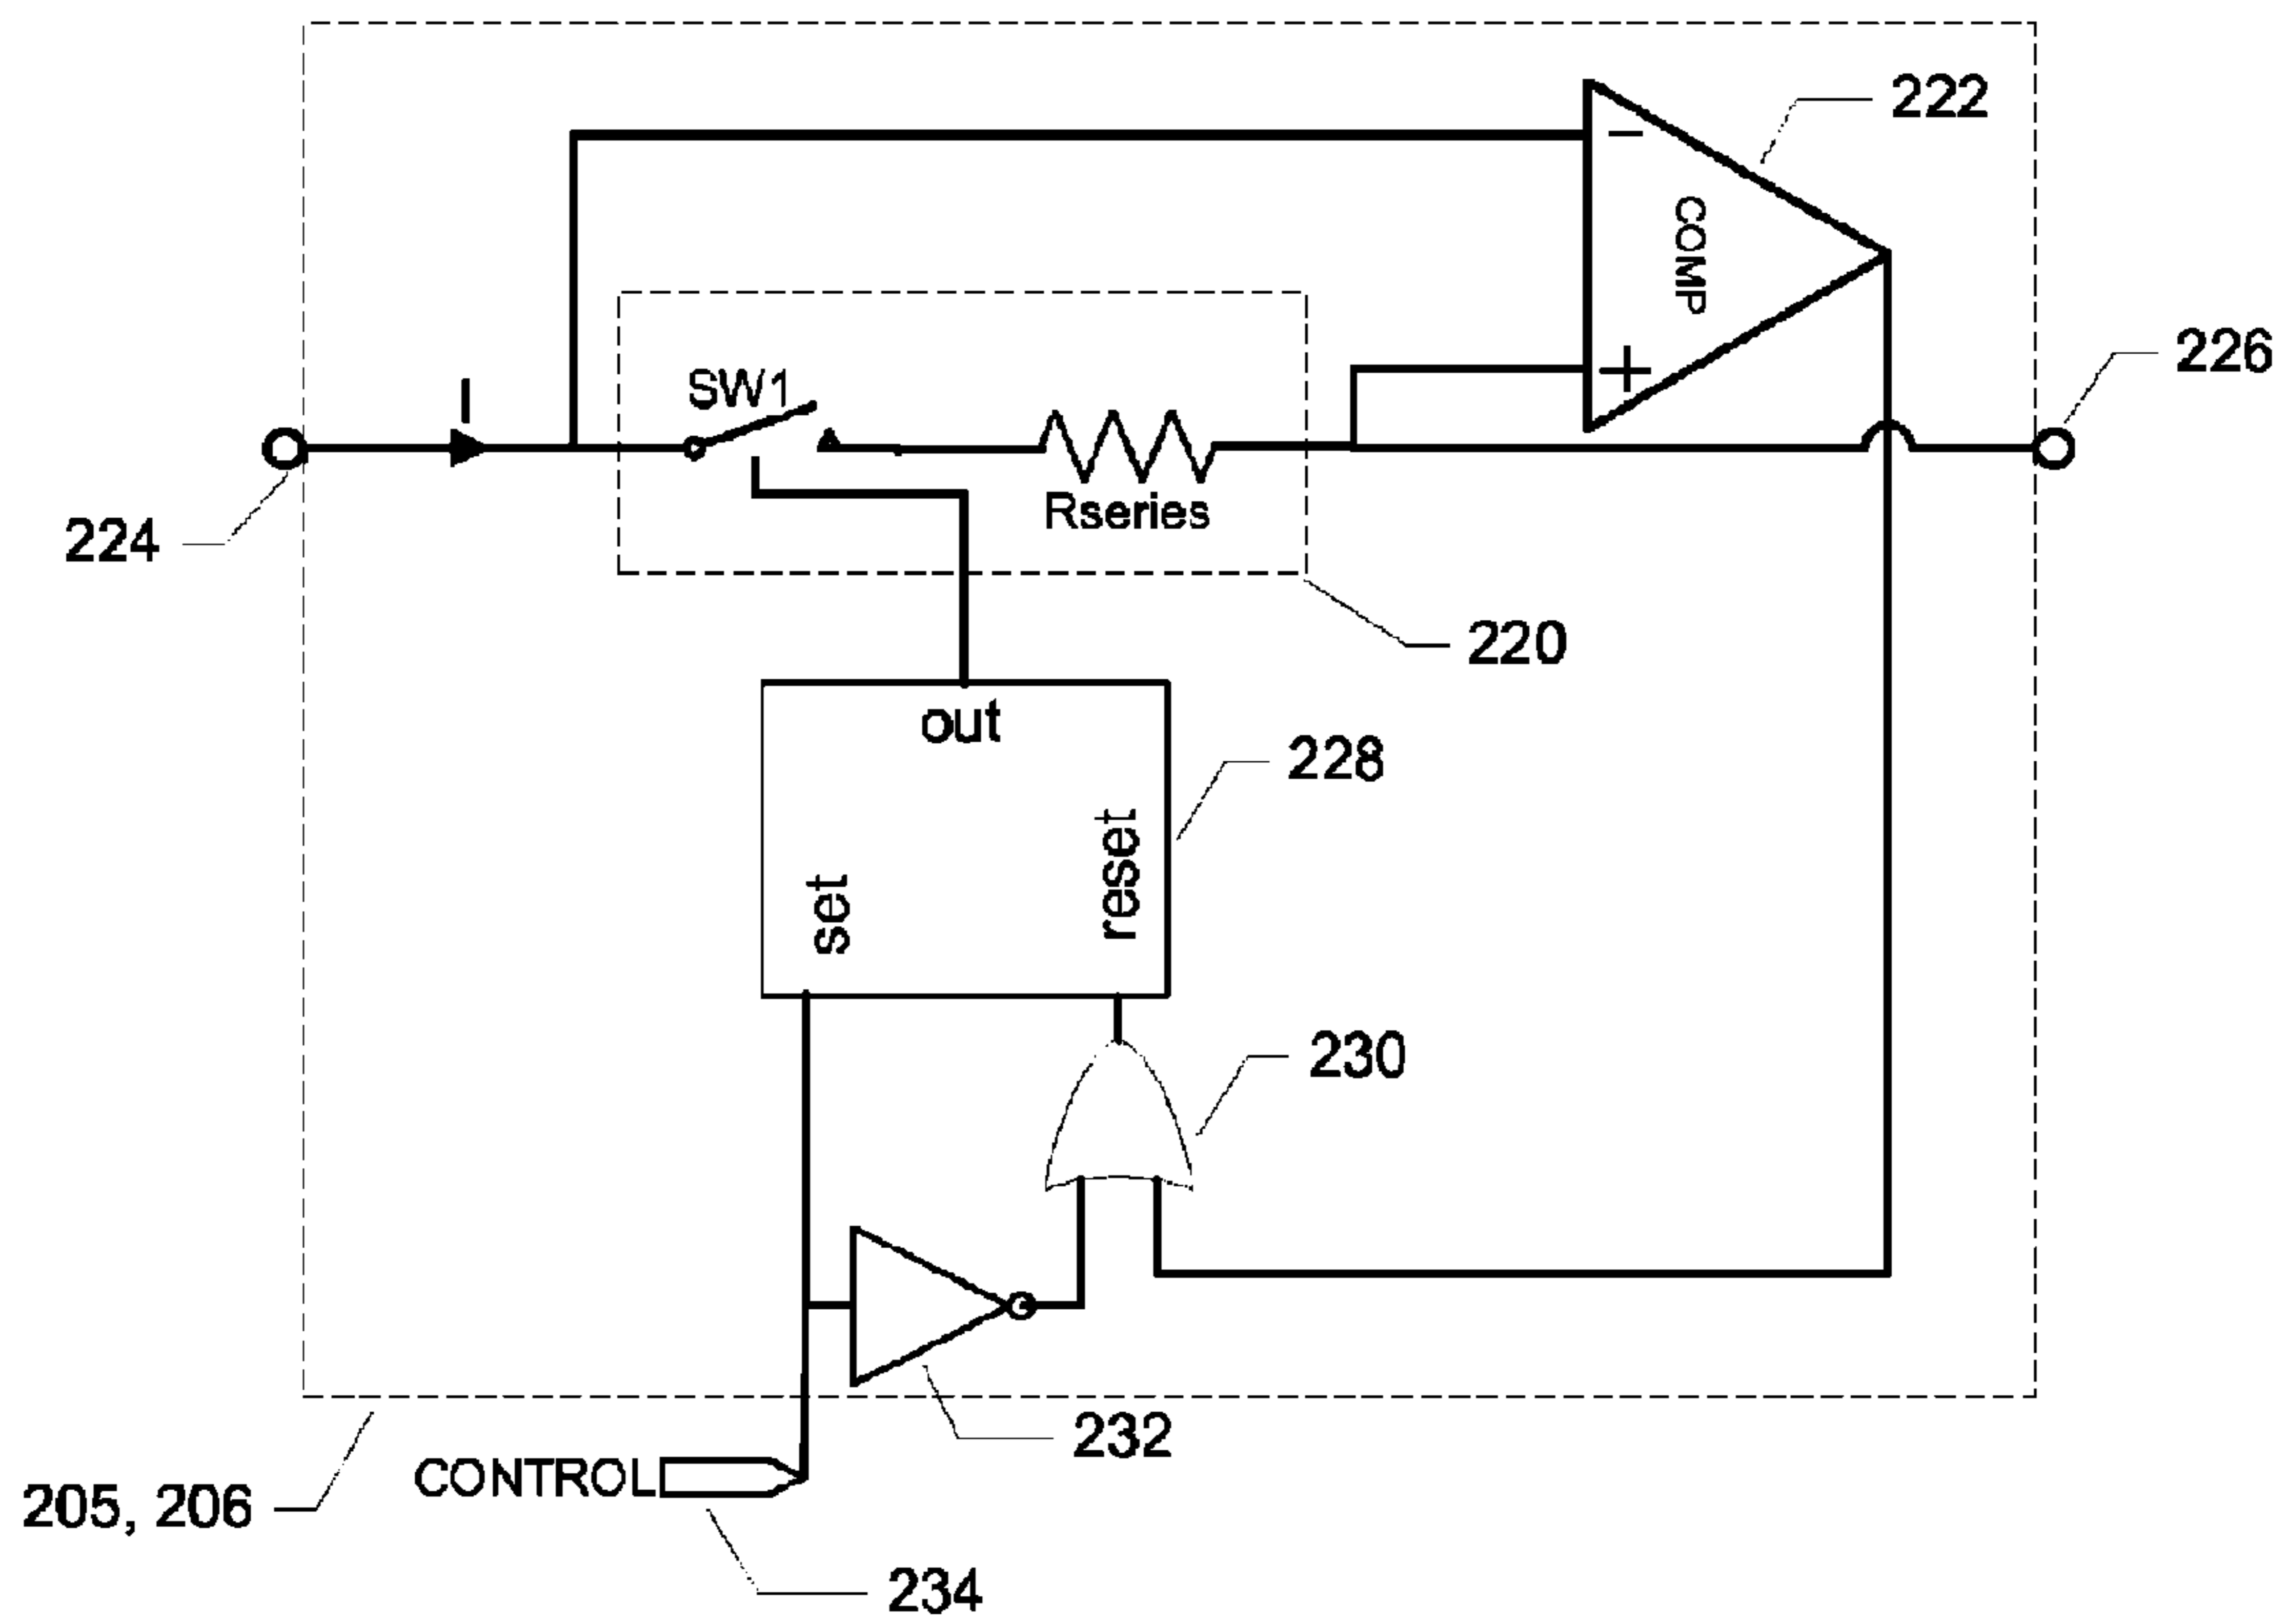 222
−
COMP
+
226
I
SW1
224
Rseries
220
out
228
set
reset
230
232
CONTROL
205, 206
234